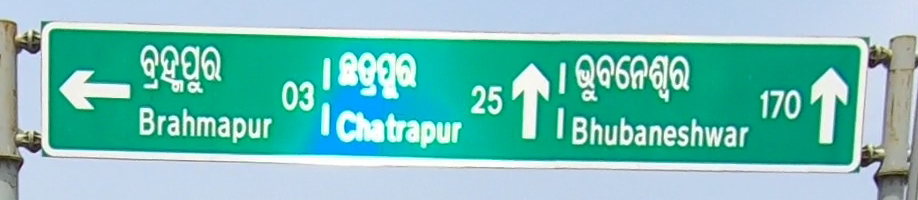 ବ୍ରହ୍ମପୁର 03 ଛତ୍ରପୁର 25 ଭୁବନେଶ୍ୱର 170
Brahmapur Chatrapur Bhubaneshwar